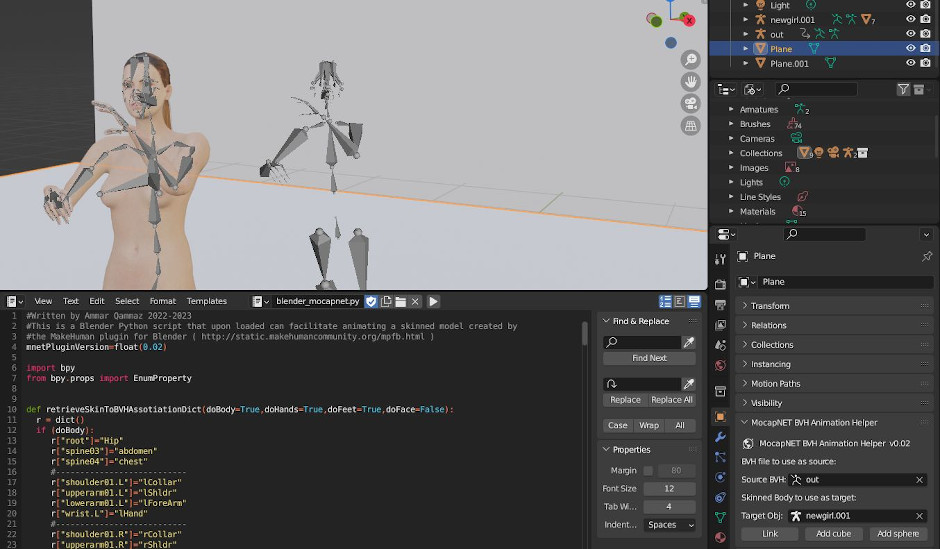 Light
newgirl.001
7
out
Plane
Plane.001
X
Armatures
2
Brushes
74
Cameras
Collections
9
2
Images
8
Lights
Line Styles
Materials
15
Plane
Plane
Transform
Relations
Collections
Instancing
Motion Paths
Visibility
MocapNET BVH Animation Helper
MocapNET BVH Animation Helper v0.02
BVH file to use as source:
Source BVH: out
Skinned Body to use as target:
Target Obj: newgirl.001
Link Add cube Add sphere
View Text Edit Select Format Templates blender_mocapnet.py
1 #Written by Ammar Qammaz 2022-2023
2 #This is a Blender Python script that upon loaded can facilitate animating a skinned model created by
3 #the MakeHuman plugin for Blender ( http://static.makehumancommunity.org/mpfb.html )
4 mnetPluginVersion=float(0.02)
5
6 import bpy
7 from bpy.props import EnumProperty
8
9
10 def retrieveSkinToBVHAssotiationDict(doBody=True,doHands=True,doFeet=True,doFace=False):
11 r = dict()
12 if (doBody):
13 r["root"]="Hip"
14 r["spine03"]="abdomen"
15 r["spine04"]="chest"
16 #---------------------------
17 r["shoulder01.L"]="lCollar"
18 r["upperarm01.L"]="lShldr"
19 r["lowerarm01.L"]="lForeArm"
20 r["wrist.L"]="lHand"
21 #---------------------------
22 r["shoulder01.R"]="rCollar"
23 r["upperarm01.R"]="rShldr"
Find & Replace
Find Next
Replace Replace All
Case Wrap All
Properties
Margin 80
Font Size 12
Tab Wi... 4
Indent... Spaces